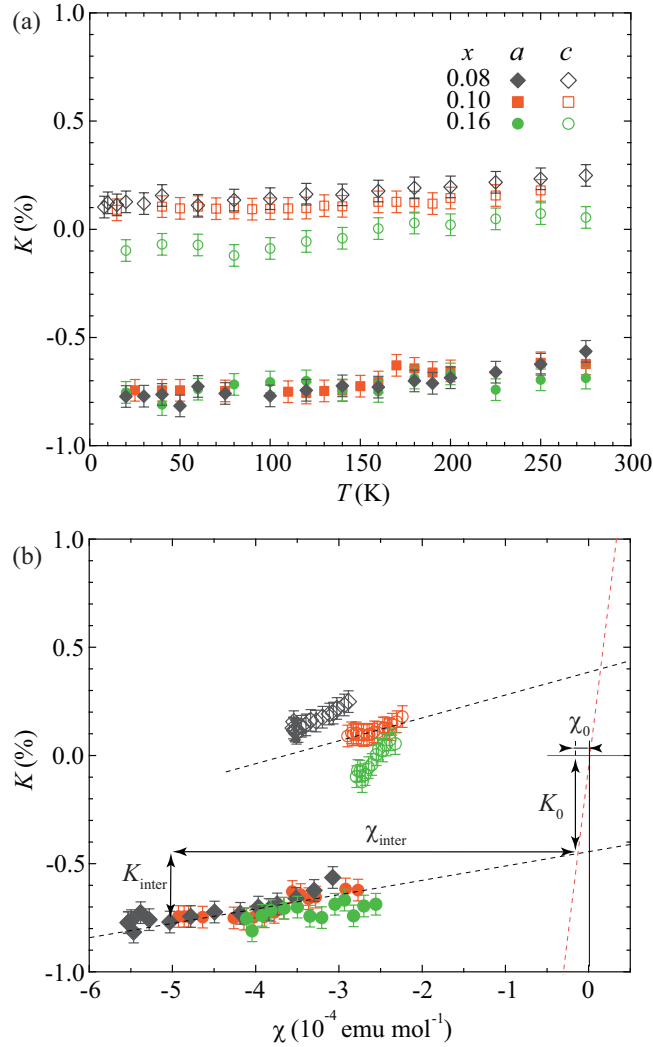 (a)
1.0
x a c
0.08
0.10
0.16
0.5
K (%)
0.0
-0.5
-1.0
0 50 100 150 200 250 300
T (K)
(b)
1.0
0.5
K (%)
χ0
0.0
K0
χinter
-0.5
Kinter
-1.0
-6 -5 -4 -3 -2 -1 0
χ (10-4 emu mol-1)